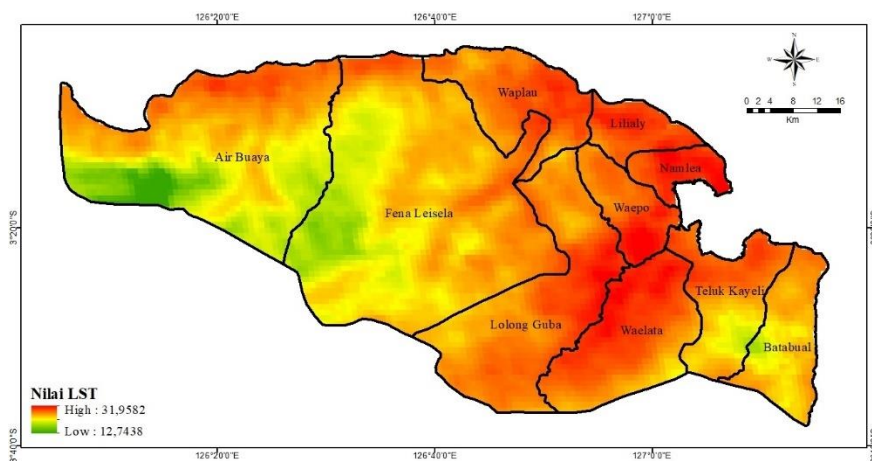 126°20'0"E 126°40'0"E 127°0'0"E
N
W E
S
0 2 4 8 12 16
Km
Waplau
Lilialy
Air Buaya
Namlea
Fena Leisela
Waepo
3°20'0"S
Teluk Kayeli
Lolong Guba
Waelata
Batabual
Nilai LST
High : 31,9582
Low : 12,7438
3°40'0"S
126°20'0"E 126°40'0"E 127°0'0"E